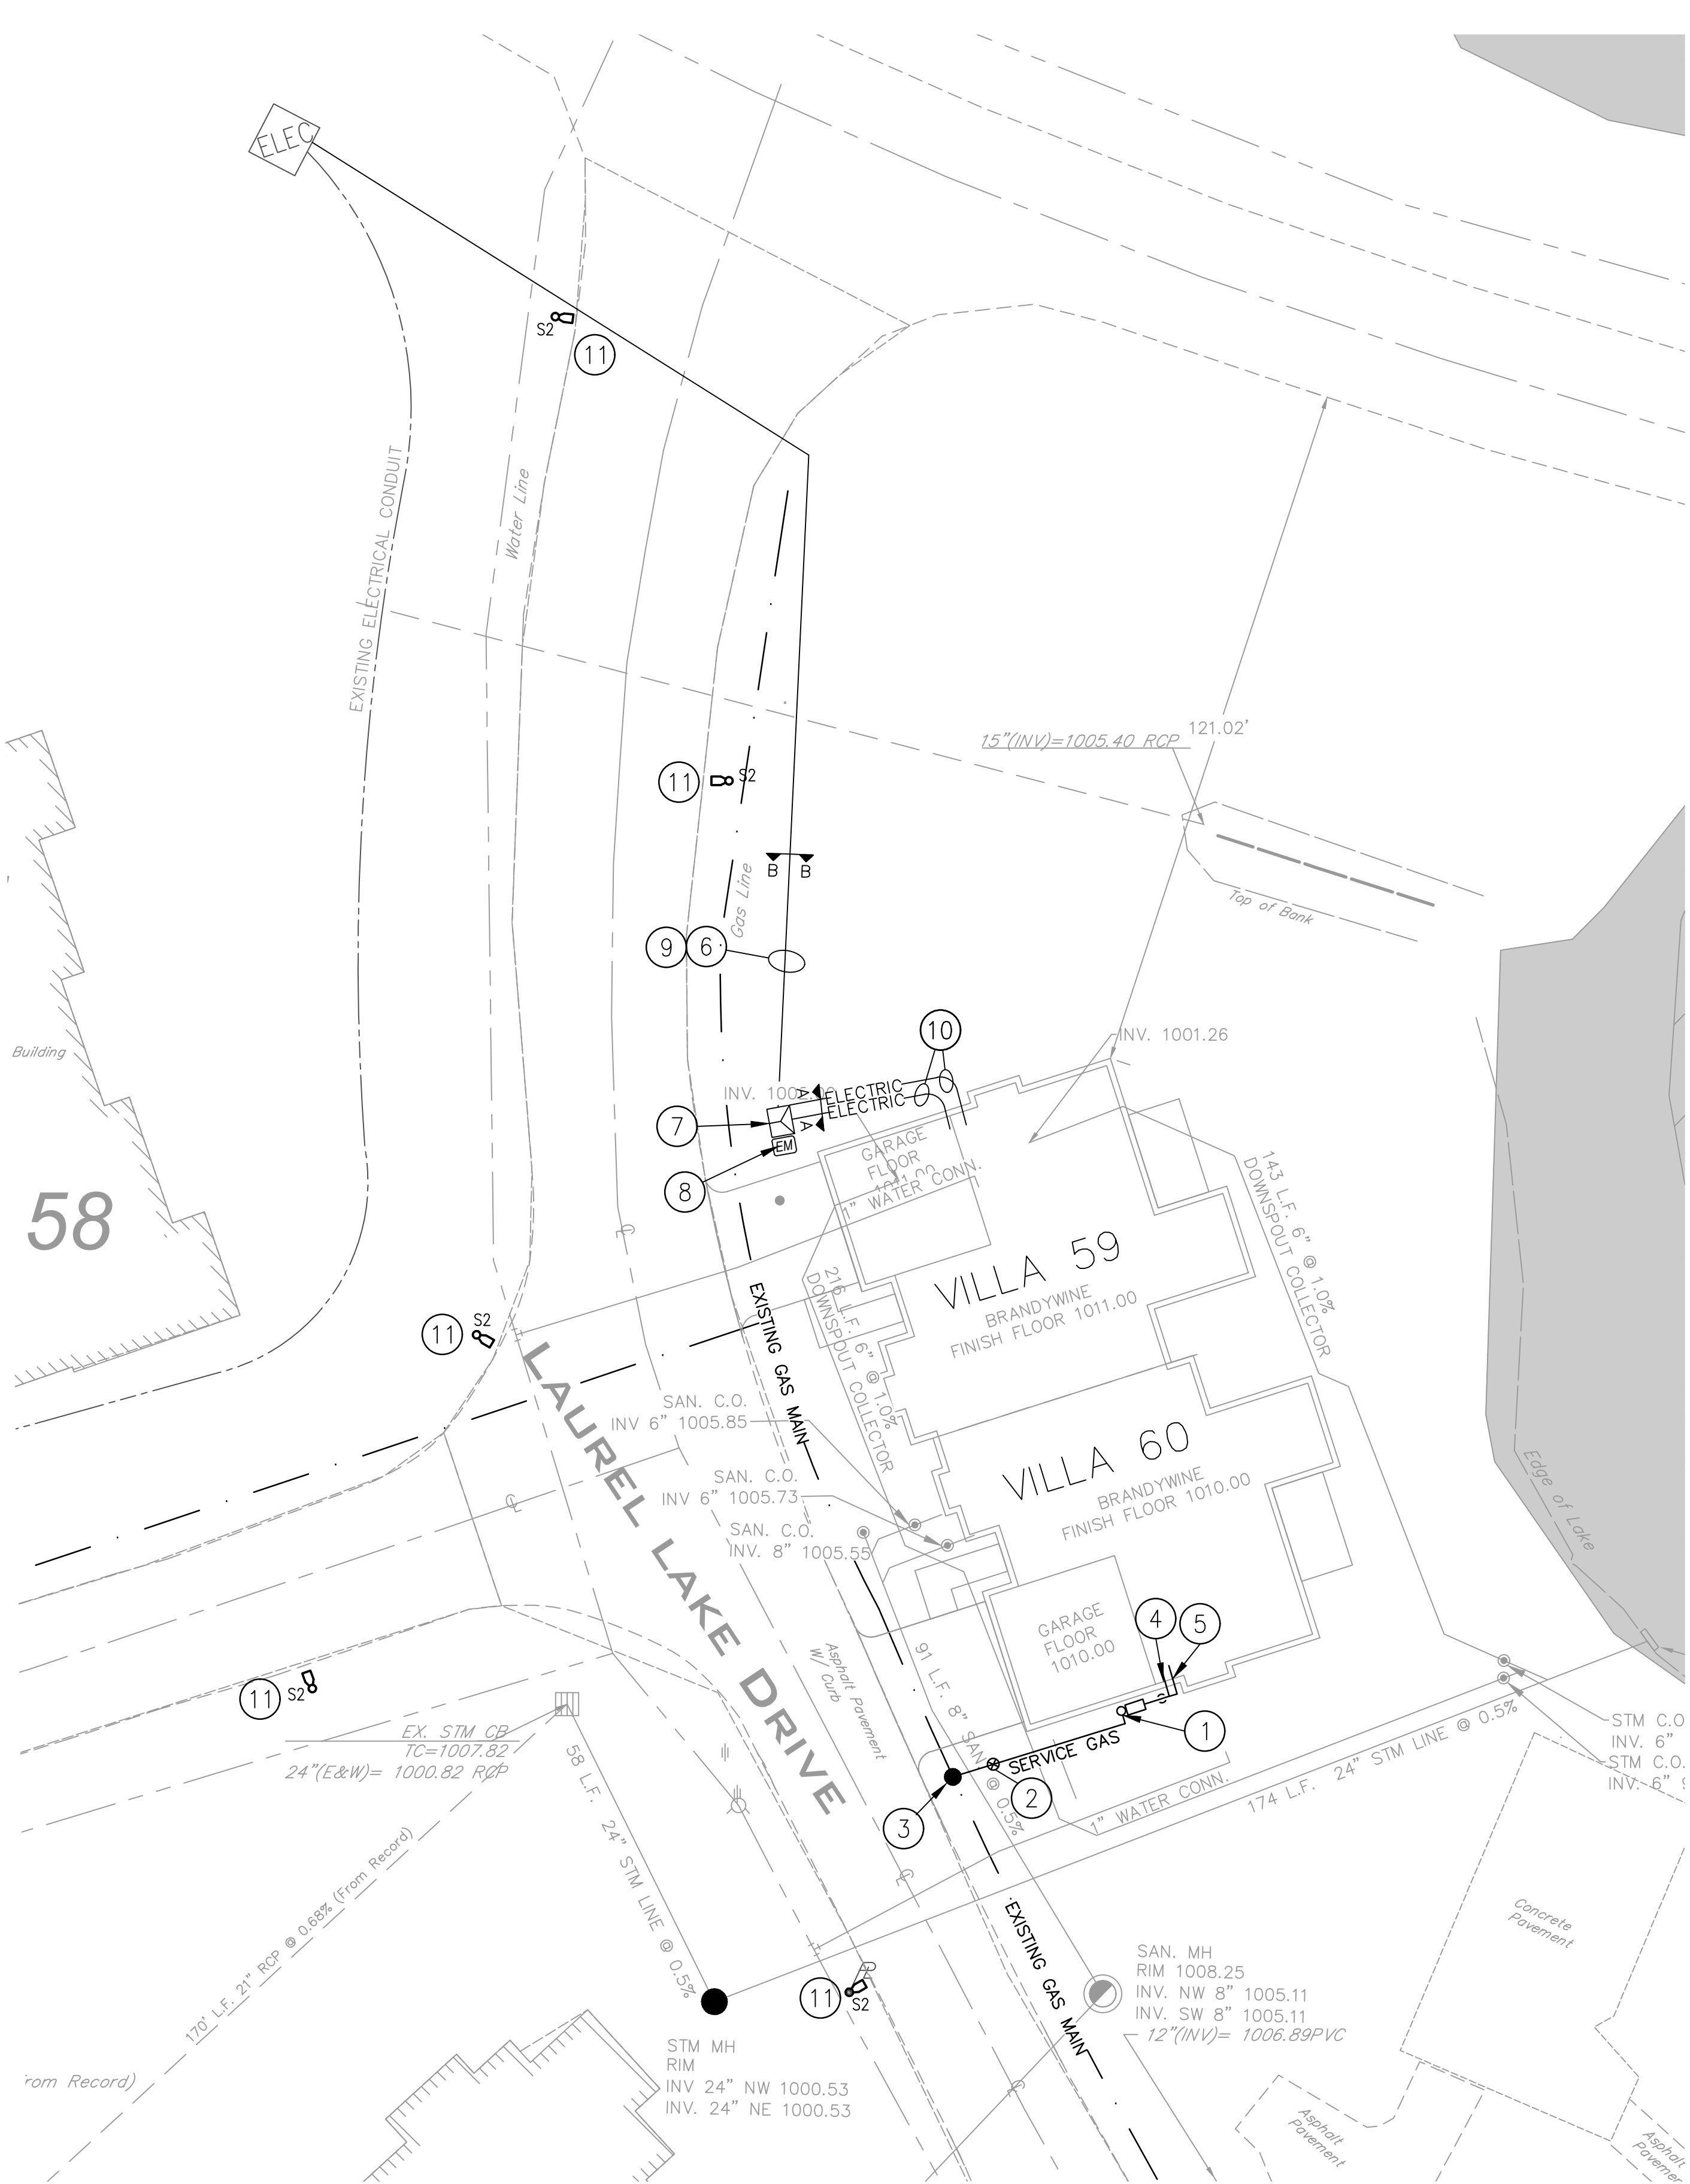 ELEC
S2
11
EXISTING ELECTRICAL CONDUIT
Water Line
15"(INV)=1005.40 RCP
121.02'
11
S2
B B
Gas Line
Top of Bank
9 6
10
Building
INV. 1001.26
A ELECTRIC
A ELECTRIC
7
EM
8
GARAGE
FLOOR
1" WATER CONN.
58
143 L.F. 6" @ 1.0%
DOWNSPOUT COLLECTOR
VILLA 59
BRANDYWINE
FINISH FLOOR 1011.00
216 L.F. 6" @ 1.0%
DOWNSPOUT COLLECTOR
EXISTING GAS MAIN
11
S2
LAUREL LAKE DRIVE
SAN. C.O.
INV 6" 1005.85
VILLA 60
BRANDYWINE
FINISH FLOOR 1010.00
SAN. C.O.
INV 6" 1005.73
SAN. C.O.
INV. 8" 1005.55
Edge of Lake
GARAGE
FLOOR
1010.00
4 5
91 L.F. 8" SAN @ 0.5%
Asphalt Pavement
W/ Curb
11
S2
1
SERVICE GAS
2
3
EX. STM CB
TC=1007.82
24"(E&W)= 1000.82 RCP
58 L.F. 24" STM LINE @ 0.5%
1" WATER CONN.
174 L.F. 24" STM LINE @ 0.5%
STM C.O
INV. 6"
STM C.O.
INV. 6"
170' L.F. 21" RCP @ 0.68% (From Record)
EXISTING GAS MAIN
Concrete
Pavement
11
S2
SAN. MH
RIM 1008.25
INV. NW 8" 1005.11
INV. SW 8" 1005.11
12"(INV)= 1006.89PVC
STM MH
RIM
INV 24" NW 1000.53
INV. 24" NE 1000.53
rom Record)
Asphalt
Pavement
Asphalt